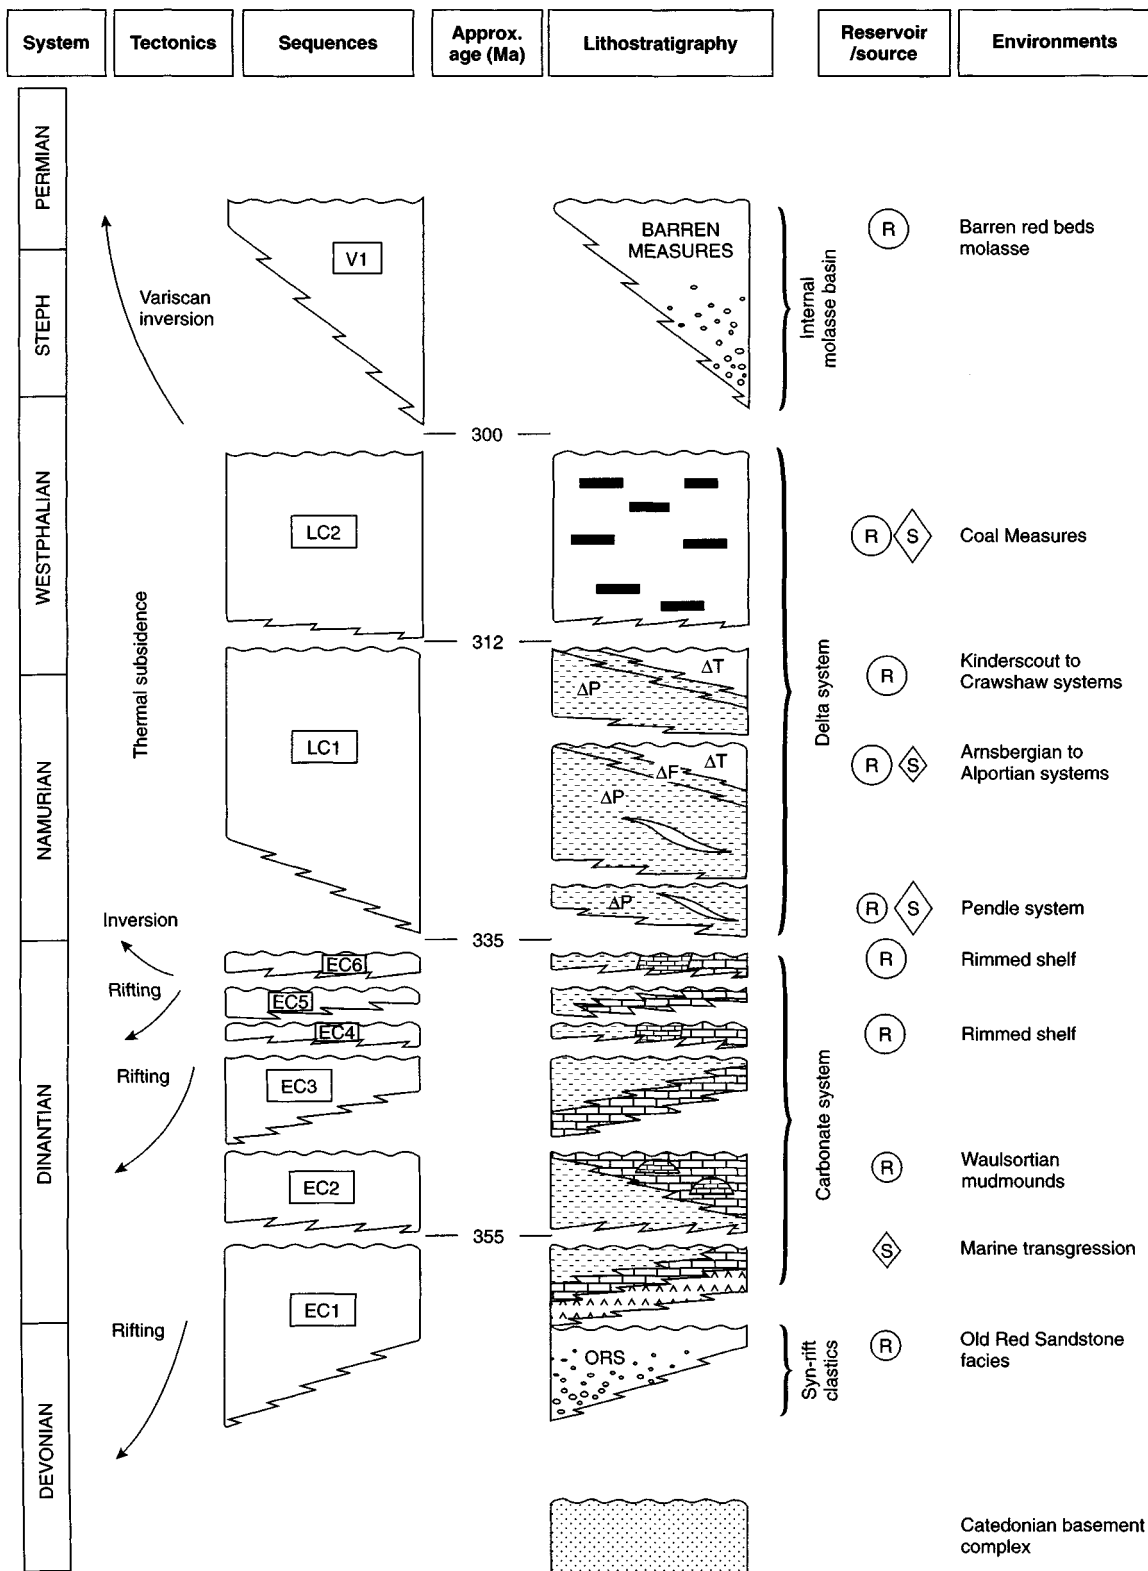 System
Tectonics
Sequences
Approx.
age (Ma)
Lithostratigraphy
Reservoir
/source
Environments
PERMIAN
STEPH
WESTPHALIAN
NAMURIAN
DINANTIAN
DEVONIAN
Variscan
inversion
Thermal subsidence
Inversion
Rifting
Rifting
Rifting
V1
LC2
LC1
EC6
EC5
EC4
EC3
EC2
EC1
300
312
335
355
BARREN
MEASURES
ΔT
ΔP
ΔT
ΔF
ΔP
ΔP
ORS
Internal
molasse basin
Delta system
Carbonate system
Syn-rift
clastics
R
Barren red beds
molasse
R S
Coal Measures
R
Kinderscout to
Crawshaw systems
R S
Arnsbergian to
Alportian systems
R S
Pendle system
R
Rimmed shelf
R
Rimmed shelf
R
Waulsortian
mudmounds
S
Marine transgression
R
Old Red Sandstone
facies
Catedonian basement
complex